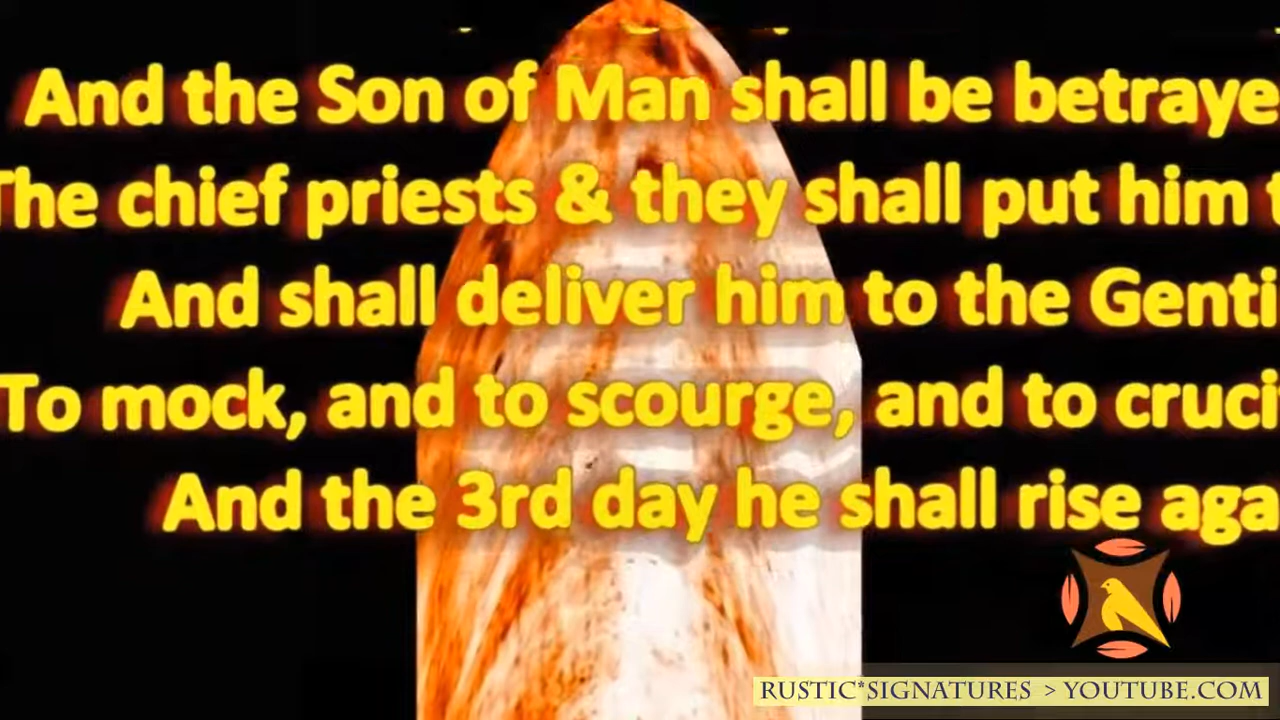 And the Son of Man shall be betraye
The chief priests & they shall put him t
And shall deliver him to the Genti
To mock, and to scourge, and to cruci
And the 3rd day he shall rise aga
RUSTIC*SIGNATURES > YOUTUBE.COM